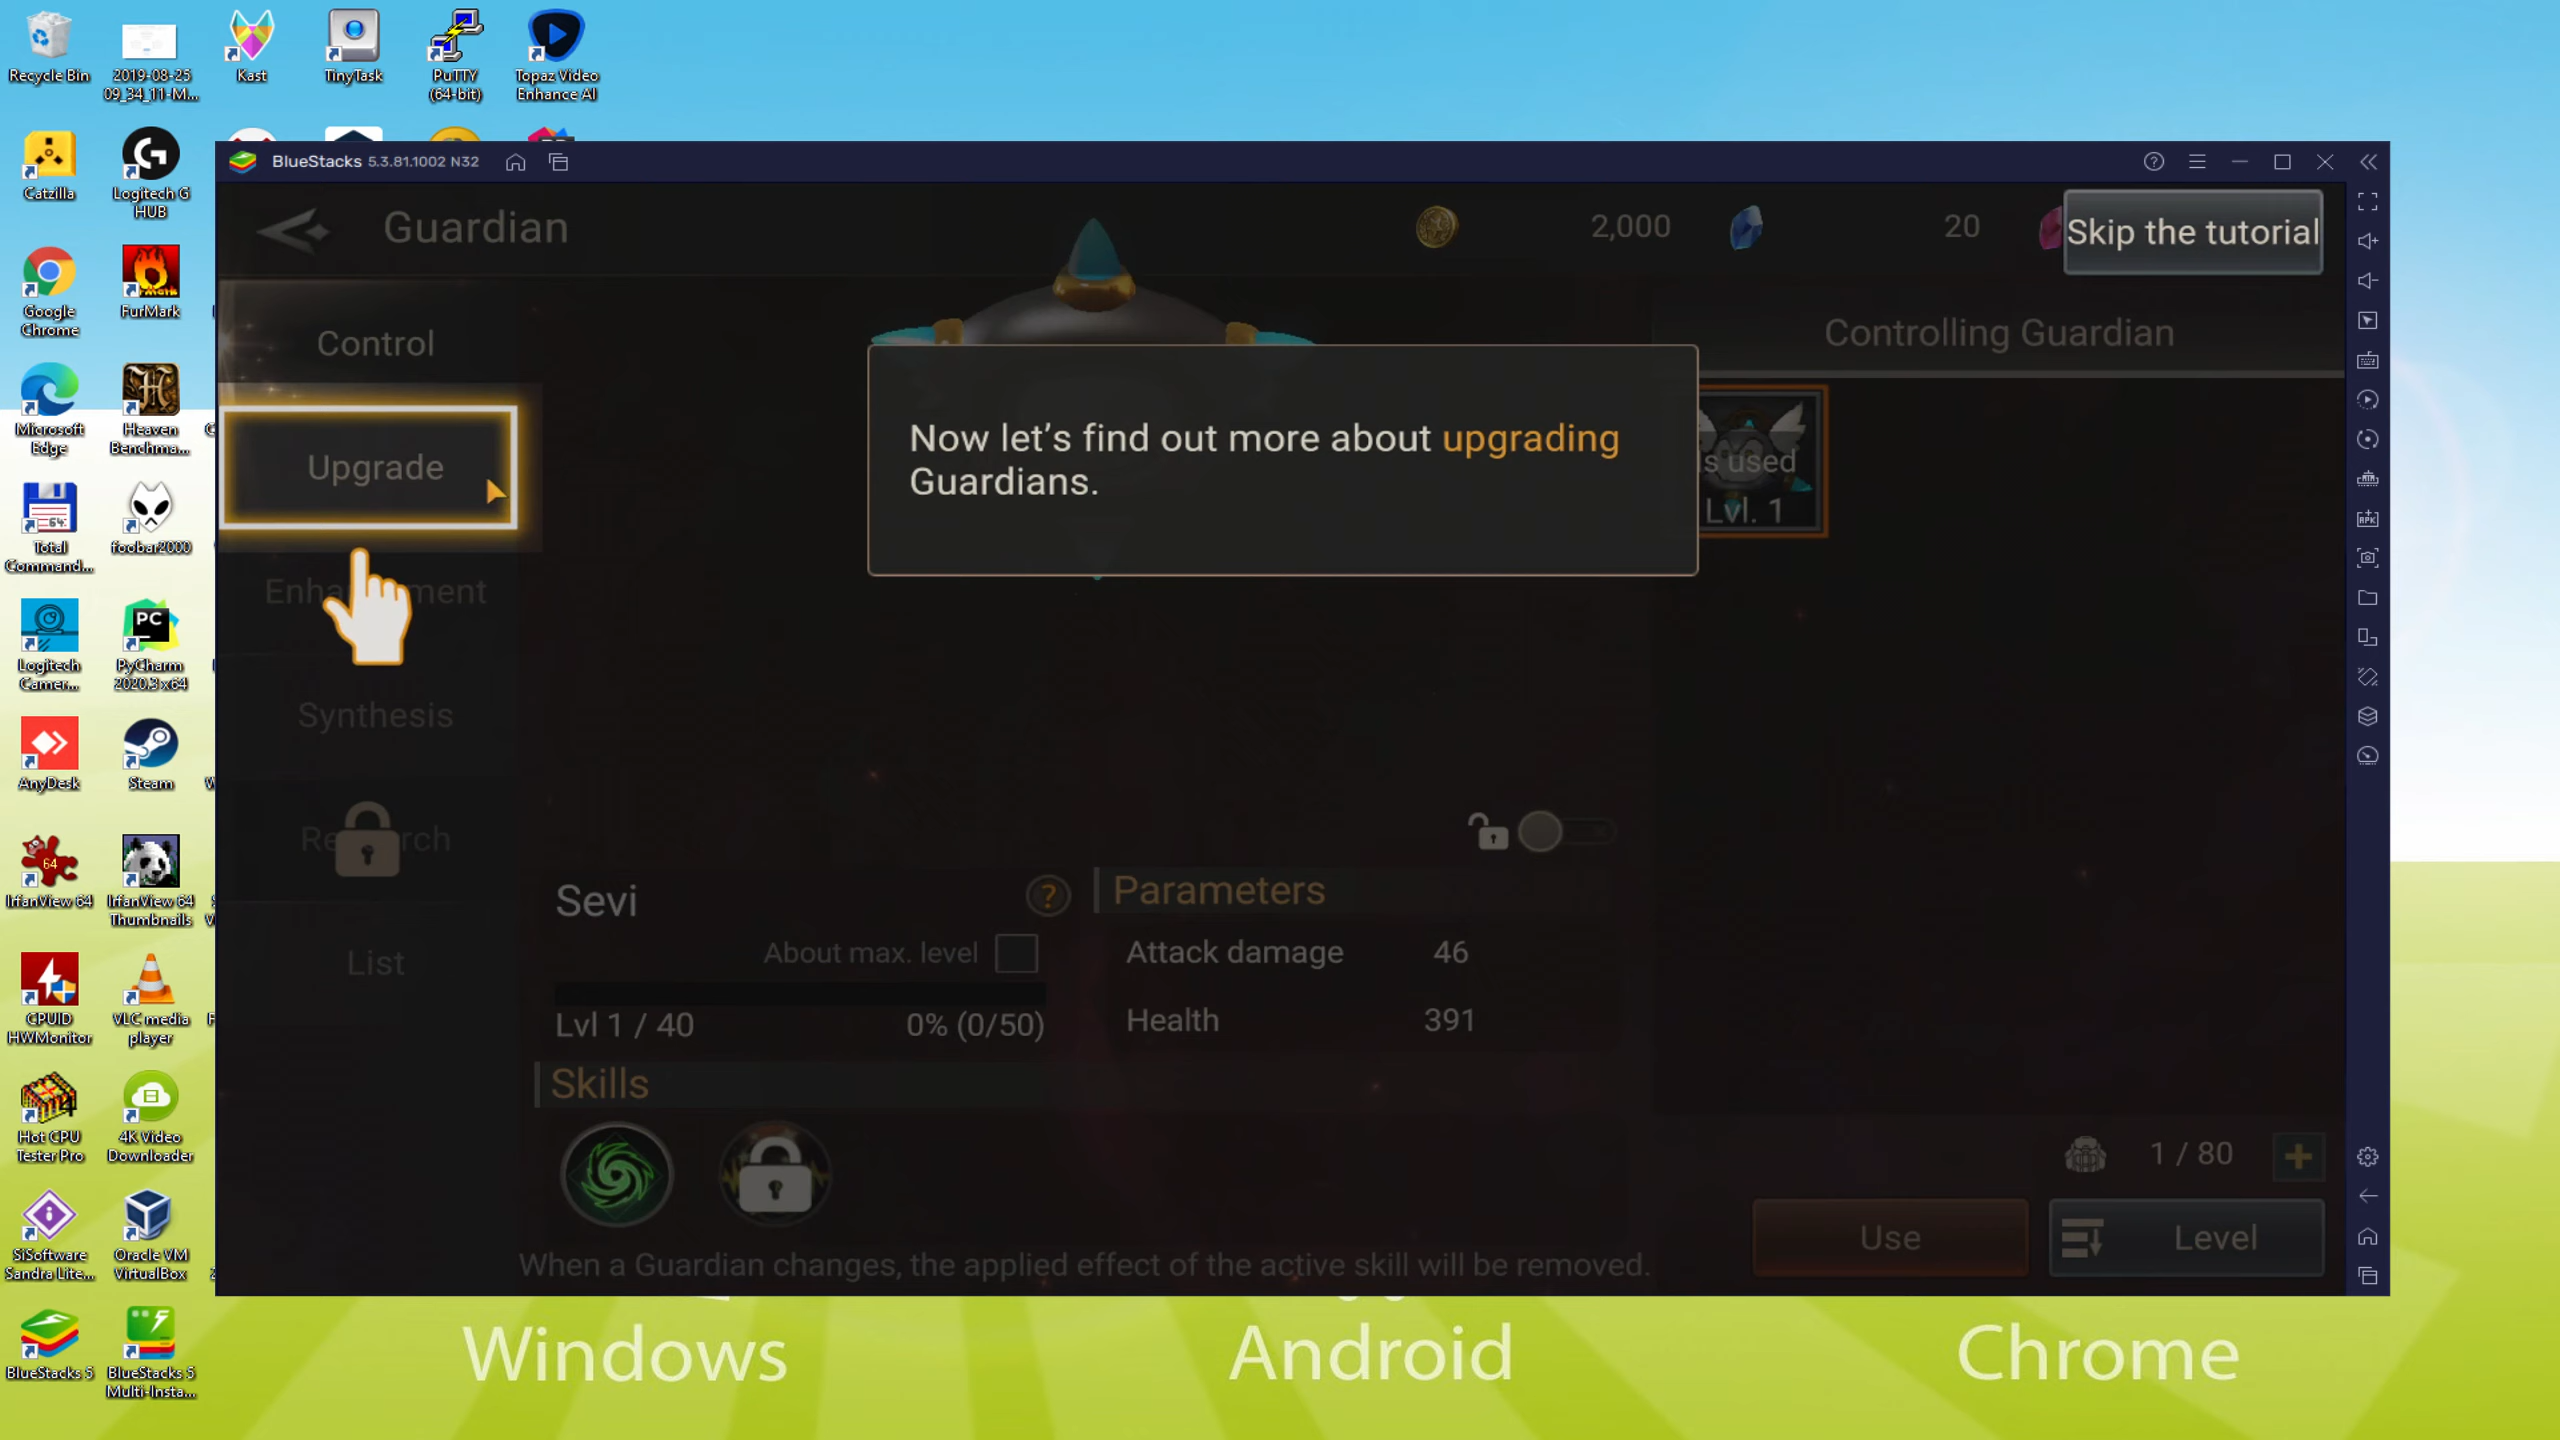 Recycle Bin
2019-08-25
09_34_11-M...
Kast
TinyTask
PuTTY
(64-bit)
Topaz Video
Enhance AI
Catzilla
Logitech G
HUB
Google
Chrome
FurMark
Microsoft
Edge
Heaven
Benchma...
Total
Command...
foobar2000
Logitech
Camer...
PyCharm
2020.3 x64
AnyDesk
Steam
IrfanView 64
IrfanView 64
Thumbnails
CPUID
HWMonitor
VLC media
player
Hot CPU
Tester Pro
4K Video
Downloader
SiSoftware
Sandra Lite...
Oracle VM
VirtualBox
BlueStacks 5
BlueStacks 5
Multi-Insta...
BlueStacks 5.3.81.1002 N32
Guardian
2,000
20
Skip the tutorial
Control
Upgrade
Synthesis
List
Now let's find out more about upgrading
Guardians.
Controlling Guardian
used
Lvl. 1
Sevi
About max. level
Lvl 1 / 40
0% (0/50)
Parameters
Attack damage 46
Health 391
Skills
When a Guardian changes, the applied effect of the active skill will be removed.
1 / 80
Use
Level
Windows
Android
Chrome